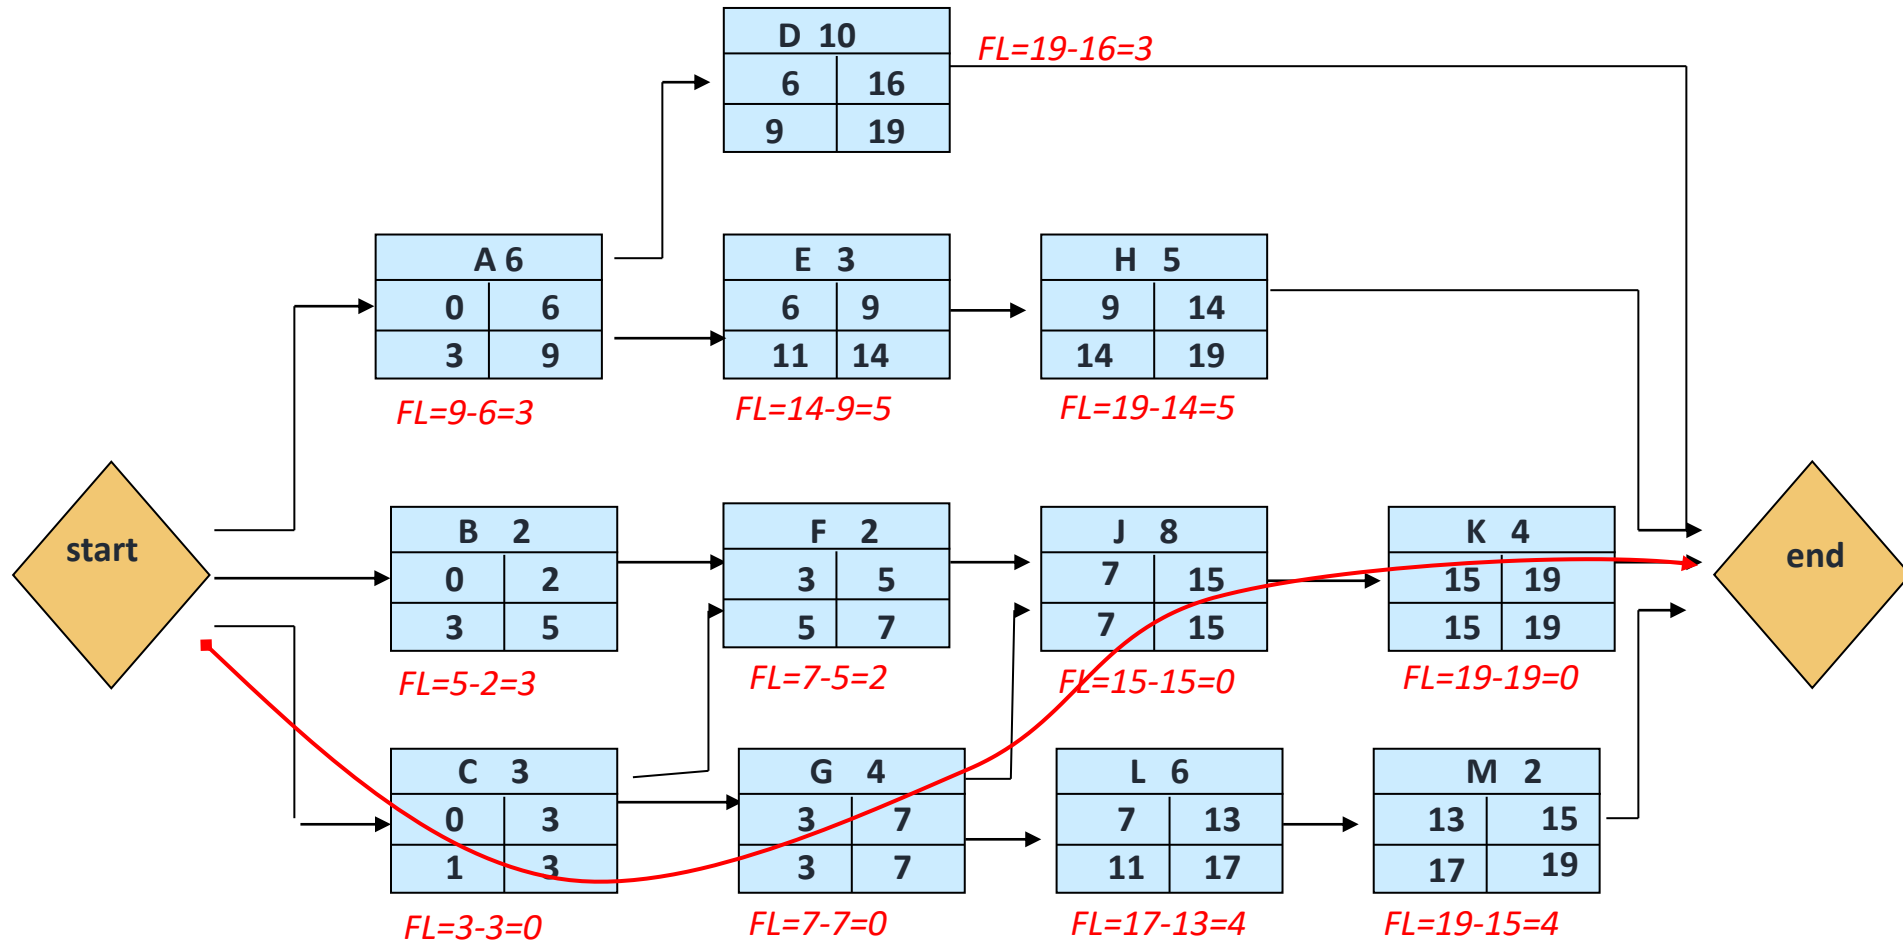 D 10
6 16
9 19
FL=19-16=3
A 6
0 6
3 9
FL=9-6=3
E 3
6 9
11 14
FL=14-9=5
H 5
9 14
14 19
FL=19-14=5
start
B 2
0 2
3 5
FL=5-2=3
F 2
3 5
5 7
FL=7-5=2
J 8
7 15
7 15
FL=15-15=0
K 4
15 19
15 19
FL=19-19=0
end
C 3
0 3
1 3
FL=3-3=0
G 4
3 7
3 7
FL=7-7=0
L 6
7 13
11 17
FL=17-13=4
M 2
13 15
17 19
FL=19-15=4